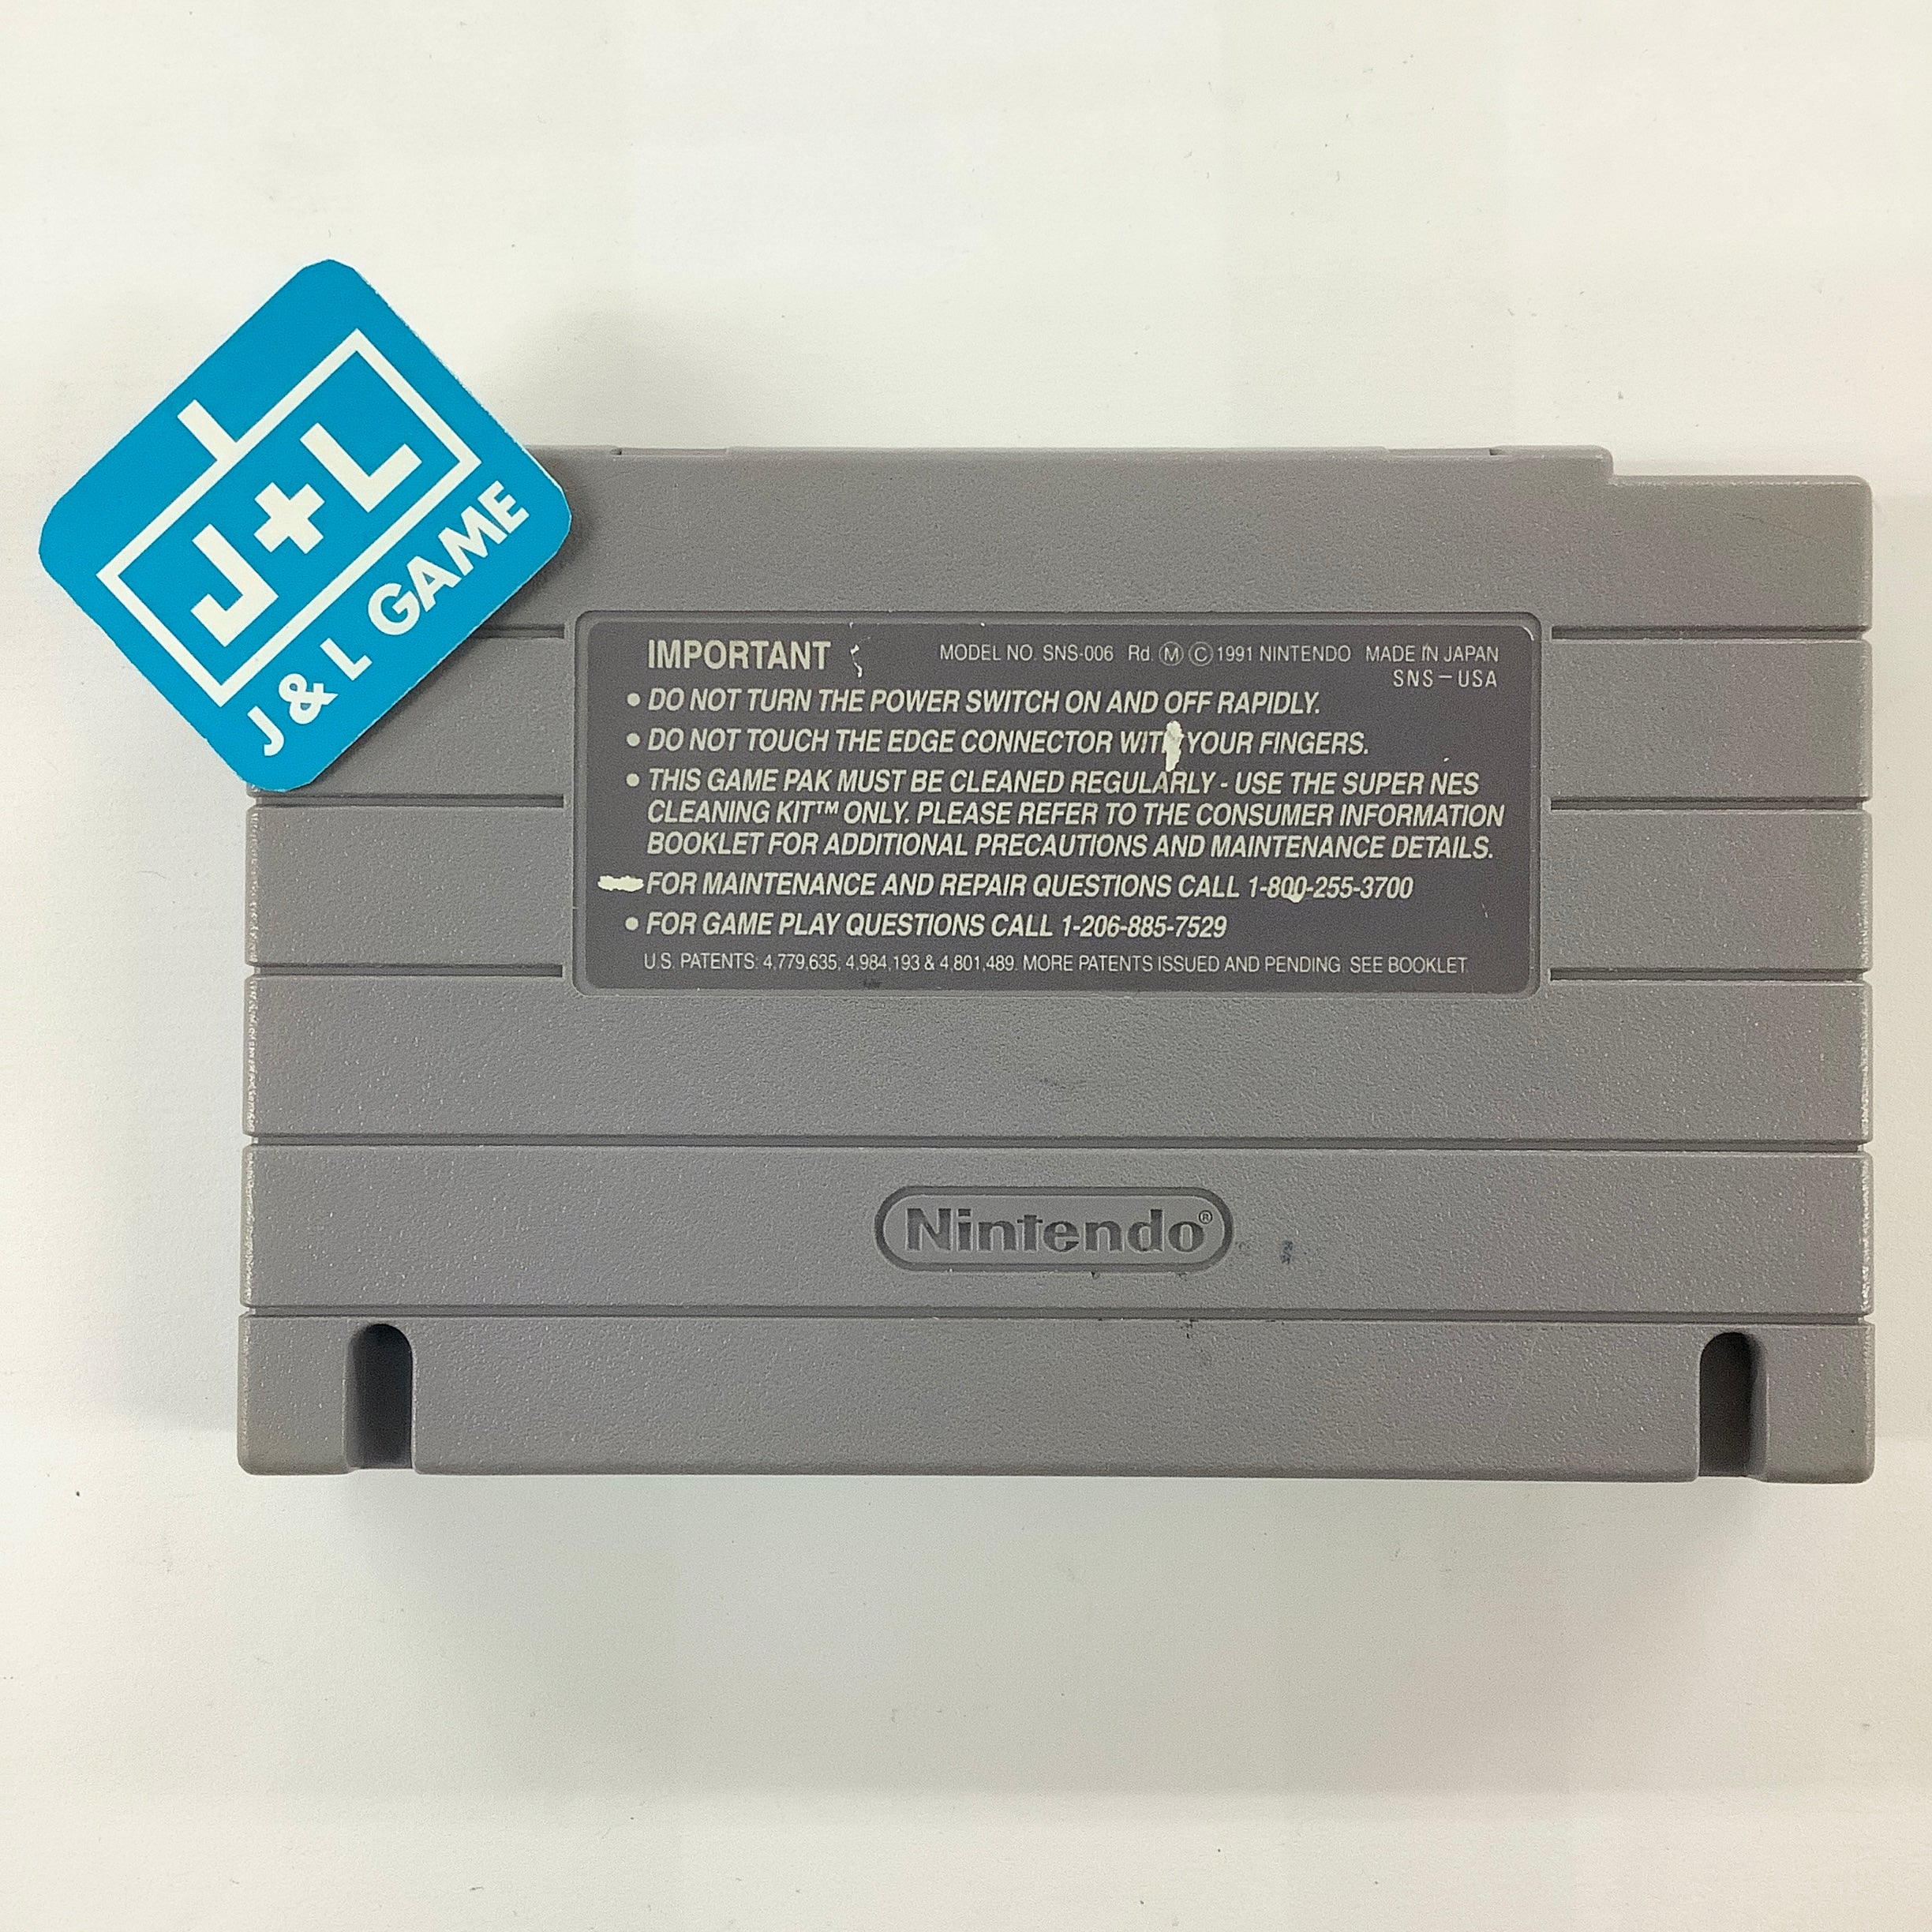 J+L
J & L GAME
IMPORTANT
MODEL NO. SNS-006 Rd. Ⓜ Ⓒ 1991 NINTENDO MADE IN JAPAN
SNS-USA
● DO NOT TURN THE POWER SWITCH ON AND OFF RAPIDLY.
● DO NOT TOUCH THE EDGE CONNECTOR WITH YOUR FINGERS.
● THIS GAME PAK MUST BE CLEANED REGULARLY - USE THE SUPER NES
CLEANING KIT™ ONLY. PLEASE REFER TO THE CONSUMER INFORMATION
BOOKLET FOR ADDITIONAL PRECAUTIONS AND MAINTENANCE DETAILS.
FOR MAINTENANCE AND REPAIR QUESTIONS CALL 1-800-255-3700
● FOR GAME PLAY QUESTIONS CALL 1-206-885-7529
U.S. PATENTS: 4,779,635, 4,984,193 & 4,801,489. MORE PATENTS ISSUED AND PENDING. SEE BOOKLET.
Nintendo®